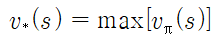 v*(s) = max[vπ(s)]